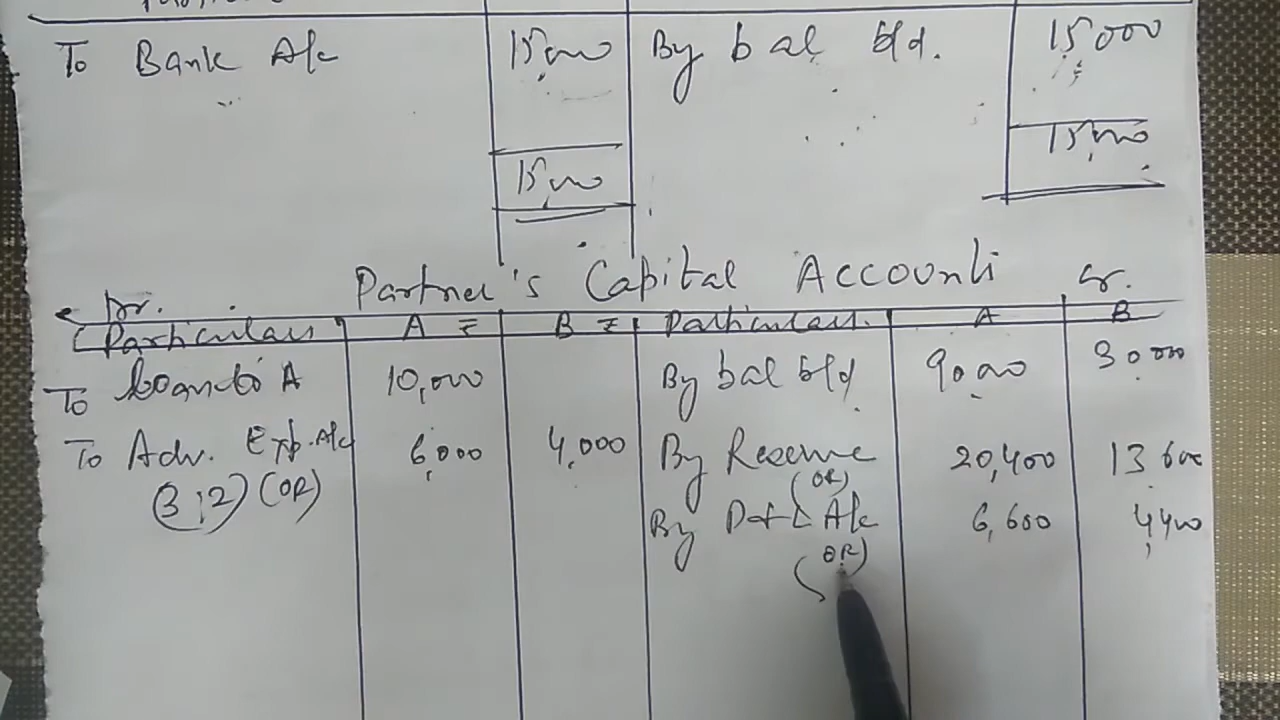 To Bank A/c 15,000 By bal b/d. 15,000
15,000
15,000
Partner's Capital Account
Dr. Cr.
Particulars A ₹ B ₹ Particulars. A B
To loan to A 10,000 By bal b/d 90,000 30,000
To Adv. Exp. A/c 6,000 4,000 By Reserve 20,400 13,600
(3:2) (OR) (OR)
By P&L A/c 6,600 4,400
(OR)